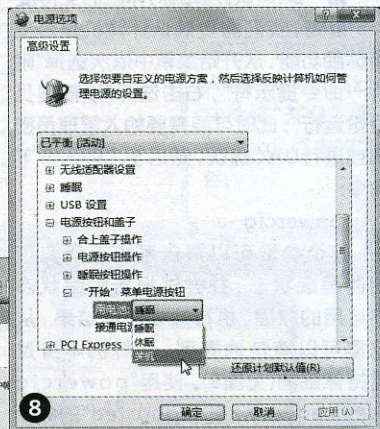 电源选项
高级设置
选择您要自定义的电源方案，然后选择反映计算机如何管
理电源的设置。
已平衡 [活动]
无线适配器设置
睡眠
USB 设置
电源按钮和盖子
合上盖子操作
电源按钮操作
睡眠按钮操作
“开始”菜单电源按钮
睡眠
接通电
睡眠
休眠
关机
PCI Express
还原计划默认值(R)
确定
取消
应用(A)
8